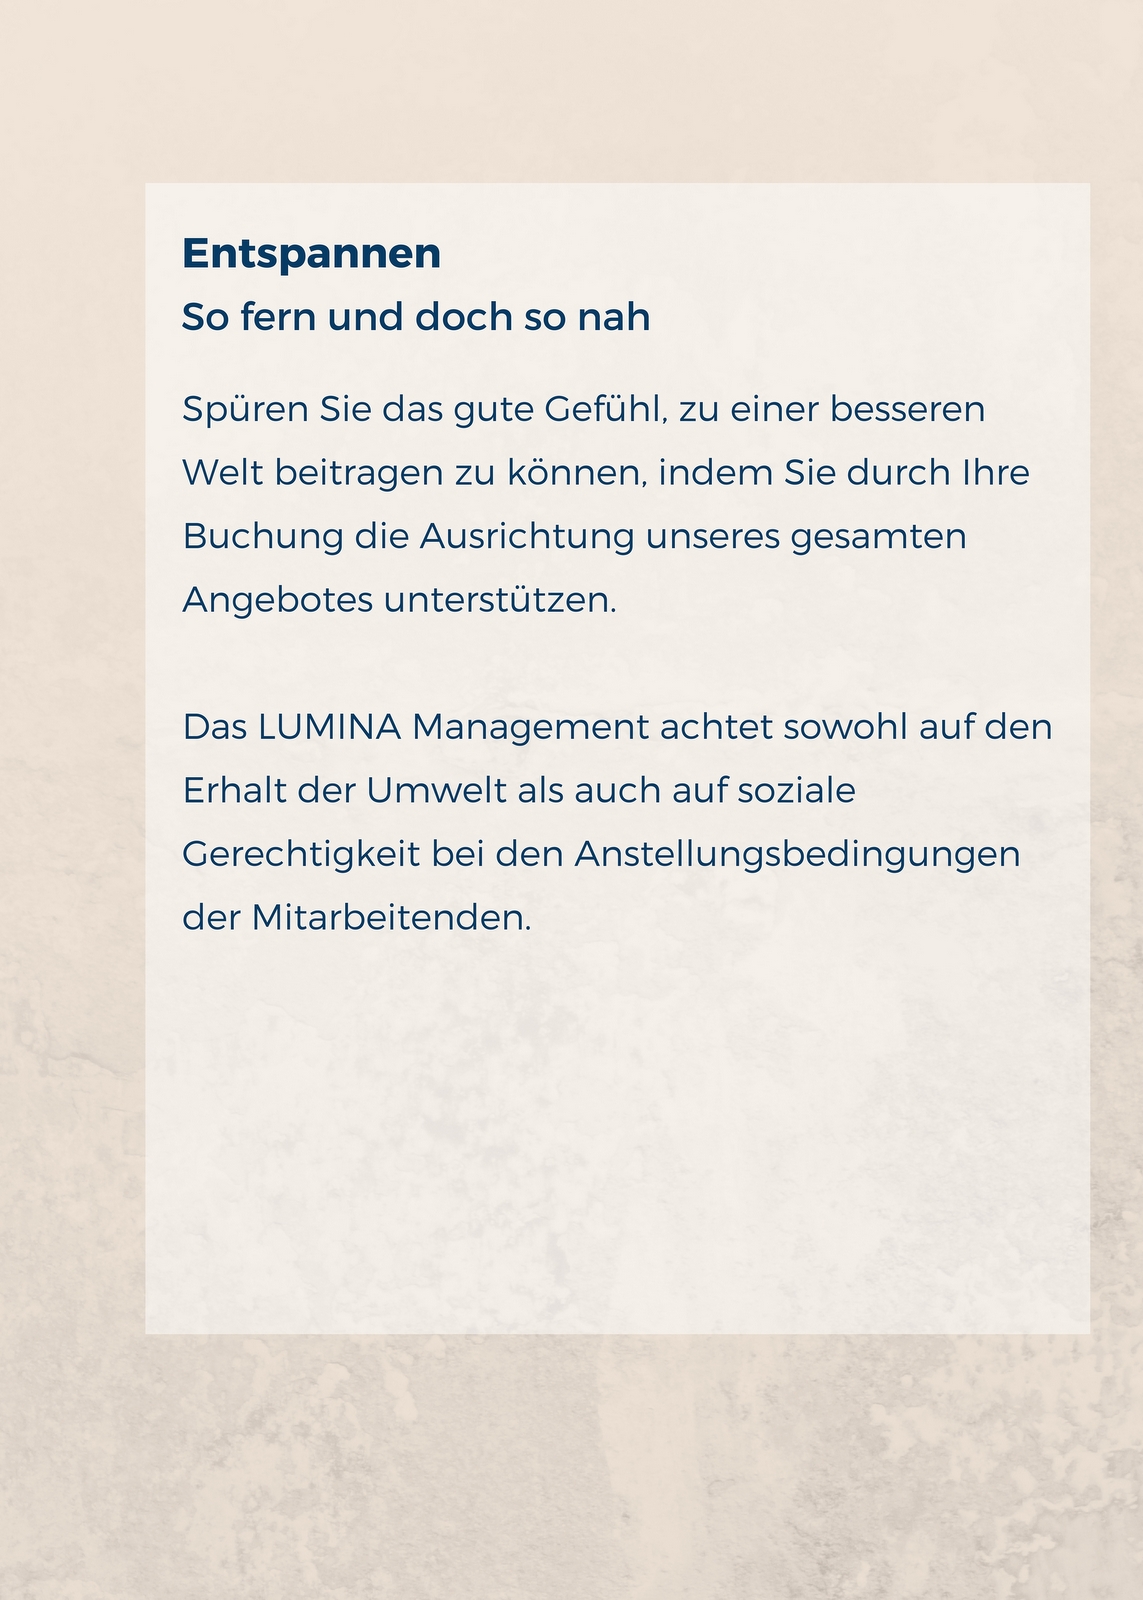 Entspannen
So fern und doch so nah
Spüren Sie das gute Gefühl, zu einer besseren
Welt beitragen zu können, indem Sie durch Ihre
Buchung die Ausrichtung unseres gesamten
Angebotes unterstützen.
Das LUMINA Management achtet sowohl auf den
Erhalt der Umwelt als auch auf soziale
Gerechtigkeit bei den Anstellungsbedingungen
der Mitarbeitenden.